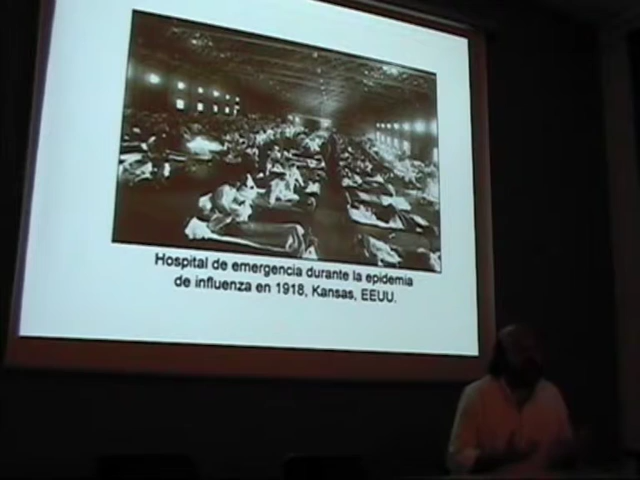 Hospital de emergencia durante la epidemia
de influenza en 1918, Kansas, EEUU.